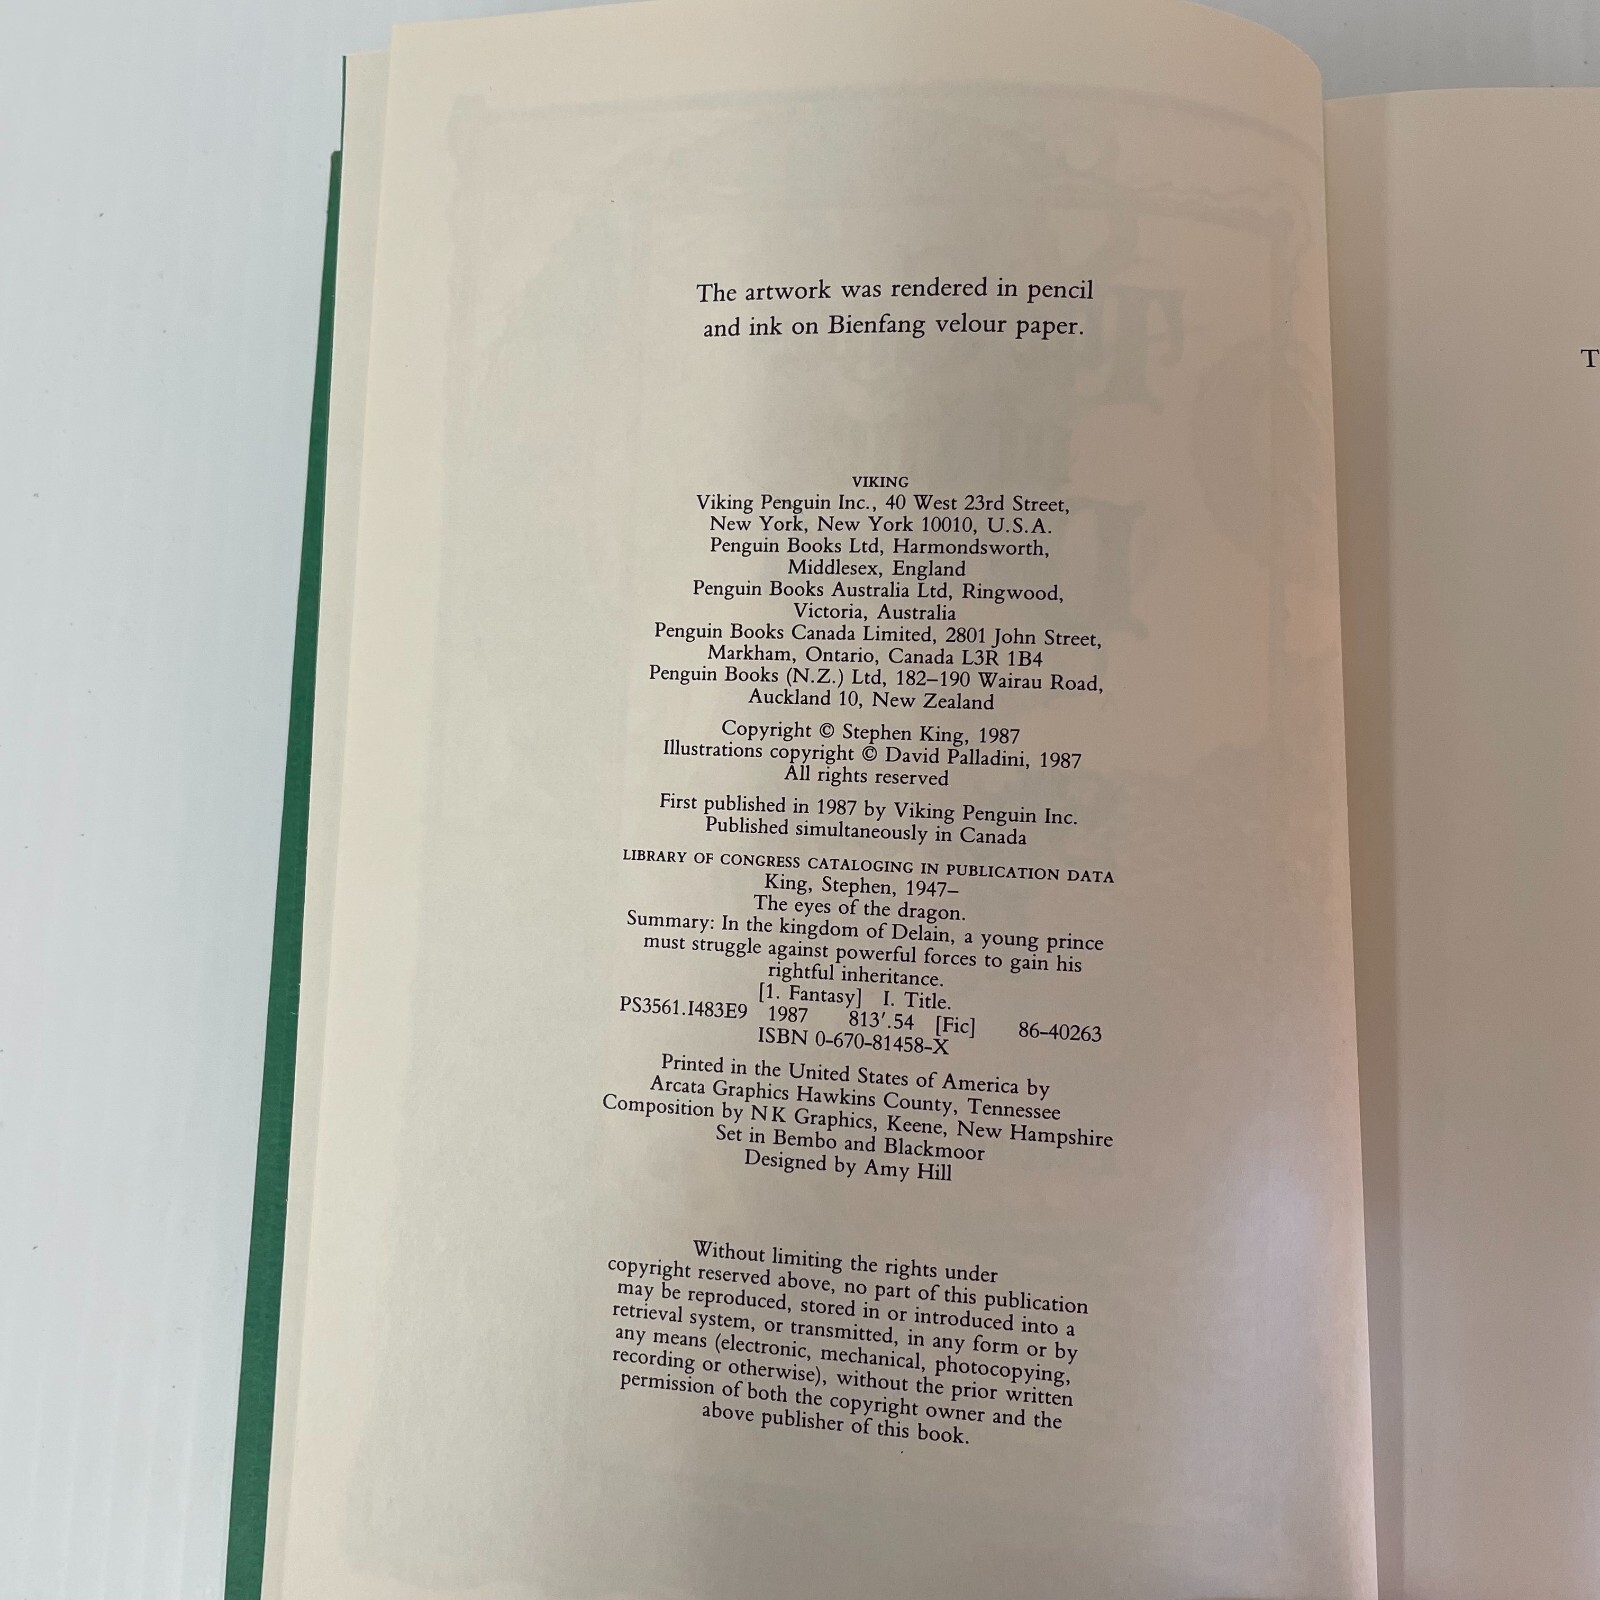 The artwork was rendered in pencil
and ink on Bienfang velour paper.
VIKING
Viking Penguin Inc., 40 West 23rd Street,
New York, New York 10010, U.S.A.
Penguin Books Ltd, Harmondsworth,
Middlesex, England
Penguin Books Australia Ltd, Ringwood,
Victoria, Australia
Penguin Books Canada Limited, 2801 John Street,
Markham, Ontario, Canada L3R 1B4
Penguin Books (N.Z.) Ltd, 182–190 Wairau Road,
Auckland 10, New Zealand
Copyright © Stephen King, 1987
Illustrations copyright © David Palladini, 1987
All rights reserved
First published in 1987 by Viking Penguin Inc.
Published simultaneously in Canada
LIBRARY OF CONGRESS CATALOGING IN PUBLICATION DATA
King, Stephen, 1947–
The eyes of the dragon.
Summary: In the kingdom of Delain, a young prince
must struggle against powerful forces to gain his
rightful inheritance.
[1. Fantasy] I. Title.
PS3561.I483E9 1987 813′.54 [Fic] 86-40263
ISBN 0-670-81458-X
Printed in the United States of America by
Arcata Graphics Hawkins County, Tennessee
Composition by NK Graphics, Keene, New Hampshire
Set in Bembo and Blackmoor
Designed by Amy Hill
Without limiting the rights under
copyright reserved above, no part of this publication
may be reproduced, stored in or introduced into a
retrieval system, or transmitted, in any form or by
any means (electronic, mechanical, photocopying,
recording or otherwise), without the prior written
permission of both the copyright owner and the
above publisher of this book.
T